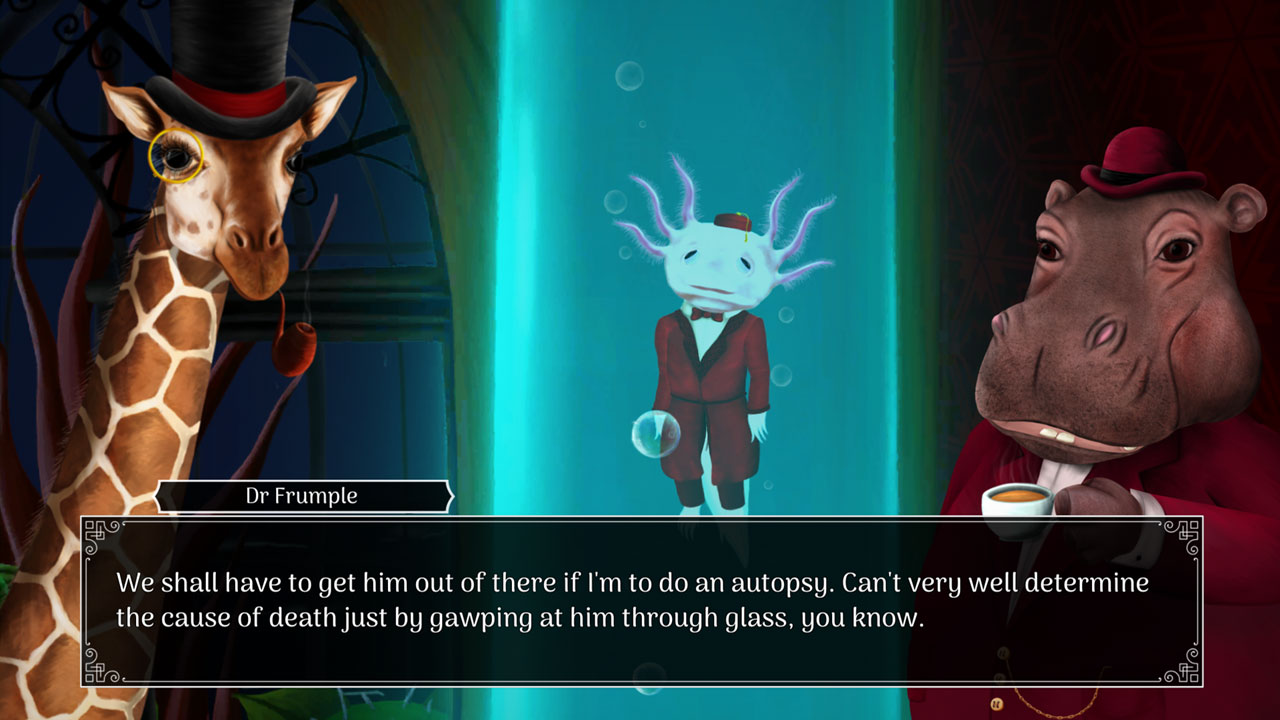 Dr Frumple
We shall have to get him out of there if I'm to do an autopsy. Can't very well determine
the cause of death just by gawping at him through glass, you know.